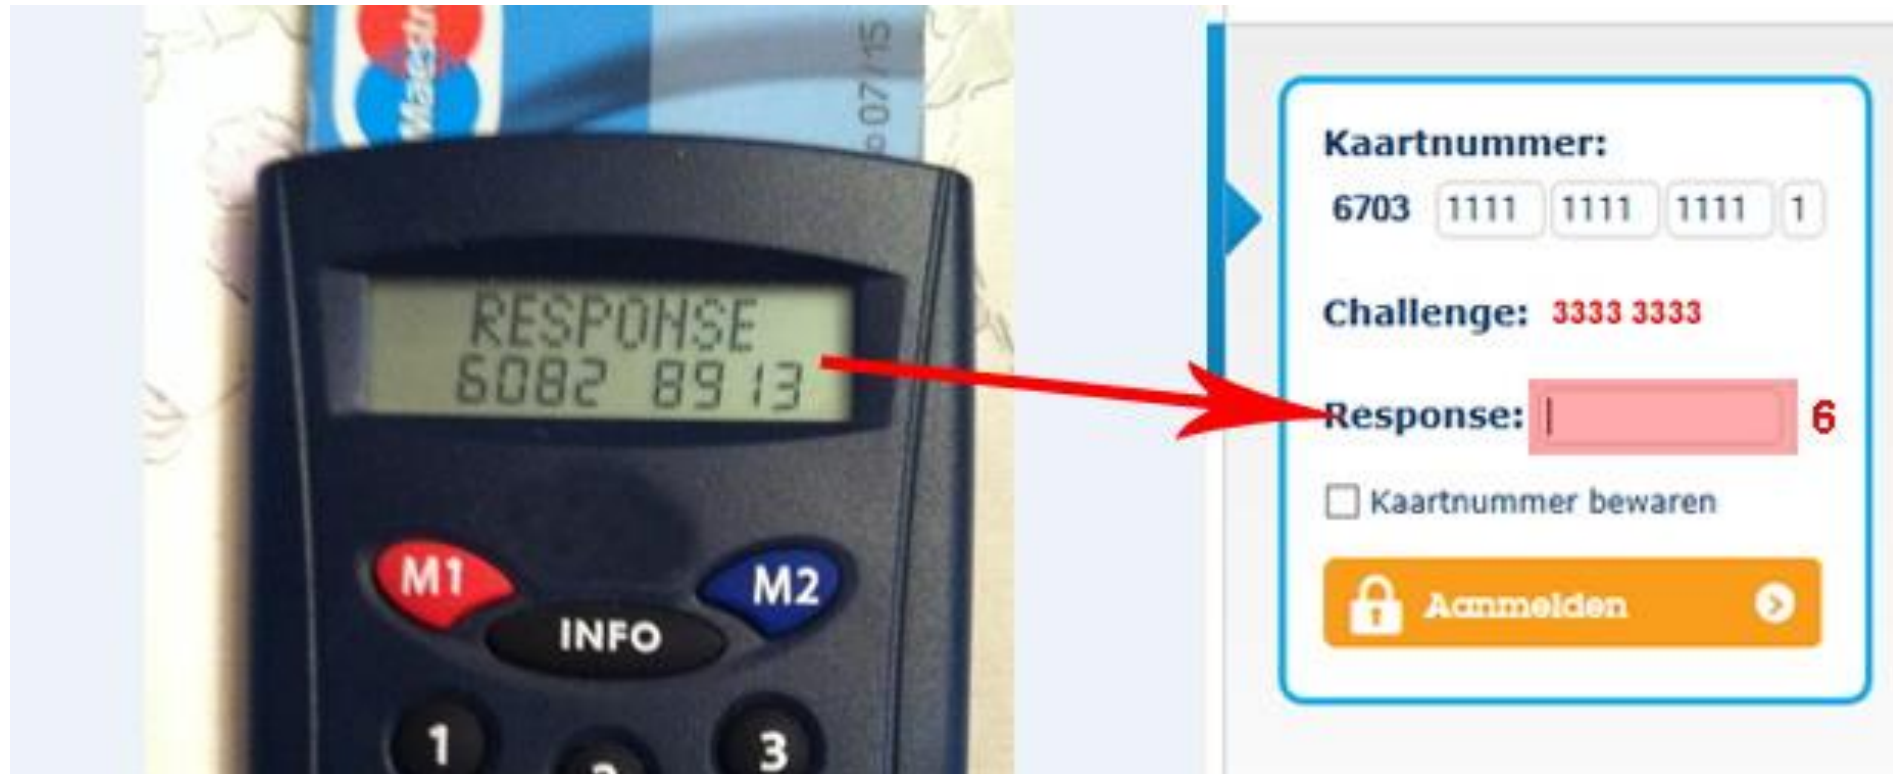 Maestr
07/15
RESPONSE
6082 8913
M1
M2
INFO
1
3
Kaartnummer:
6703 1111 1111 1111 1
Challenge: 3333 3333
Response: 6
Kaartnummer bewaren
Aanmelden